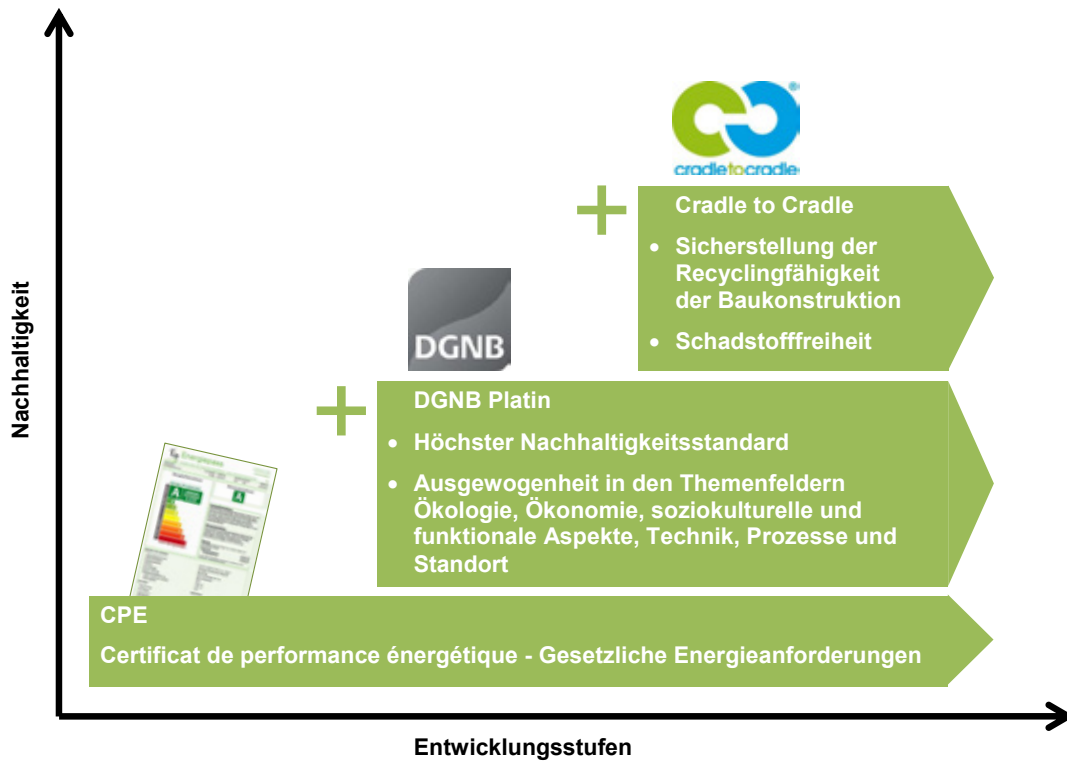 cradletocradle
Cradle to Cradle
• Sicherstellung der
Recyclingfähigkeit
der Baukonstruktion
• Schadstofffreiheit
DGNB
DGNB Platin
• Höchster Nachhaltigkeitsstandard
• Ausgewogenheit in den Themenfeldern
Ökologie, Ökonomie, soziokulturelle und
funktionale Aspekte, Technik, Prozesse und
Standort
Energiepass
A
A
CPE
Certificat de performance énergétique - Gesetzliche Energieanforderungen
Nachhaltigkeit
Entwicklungsstufen